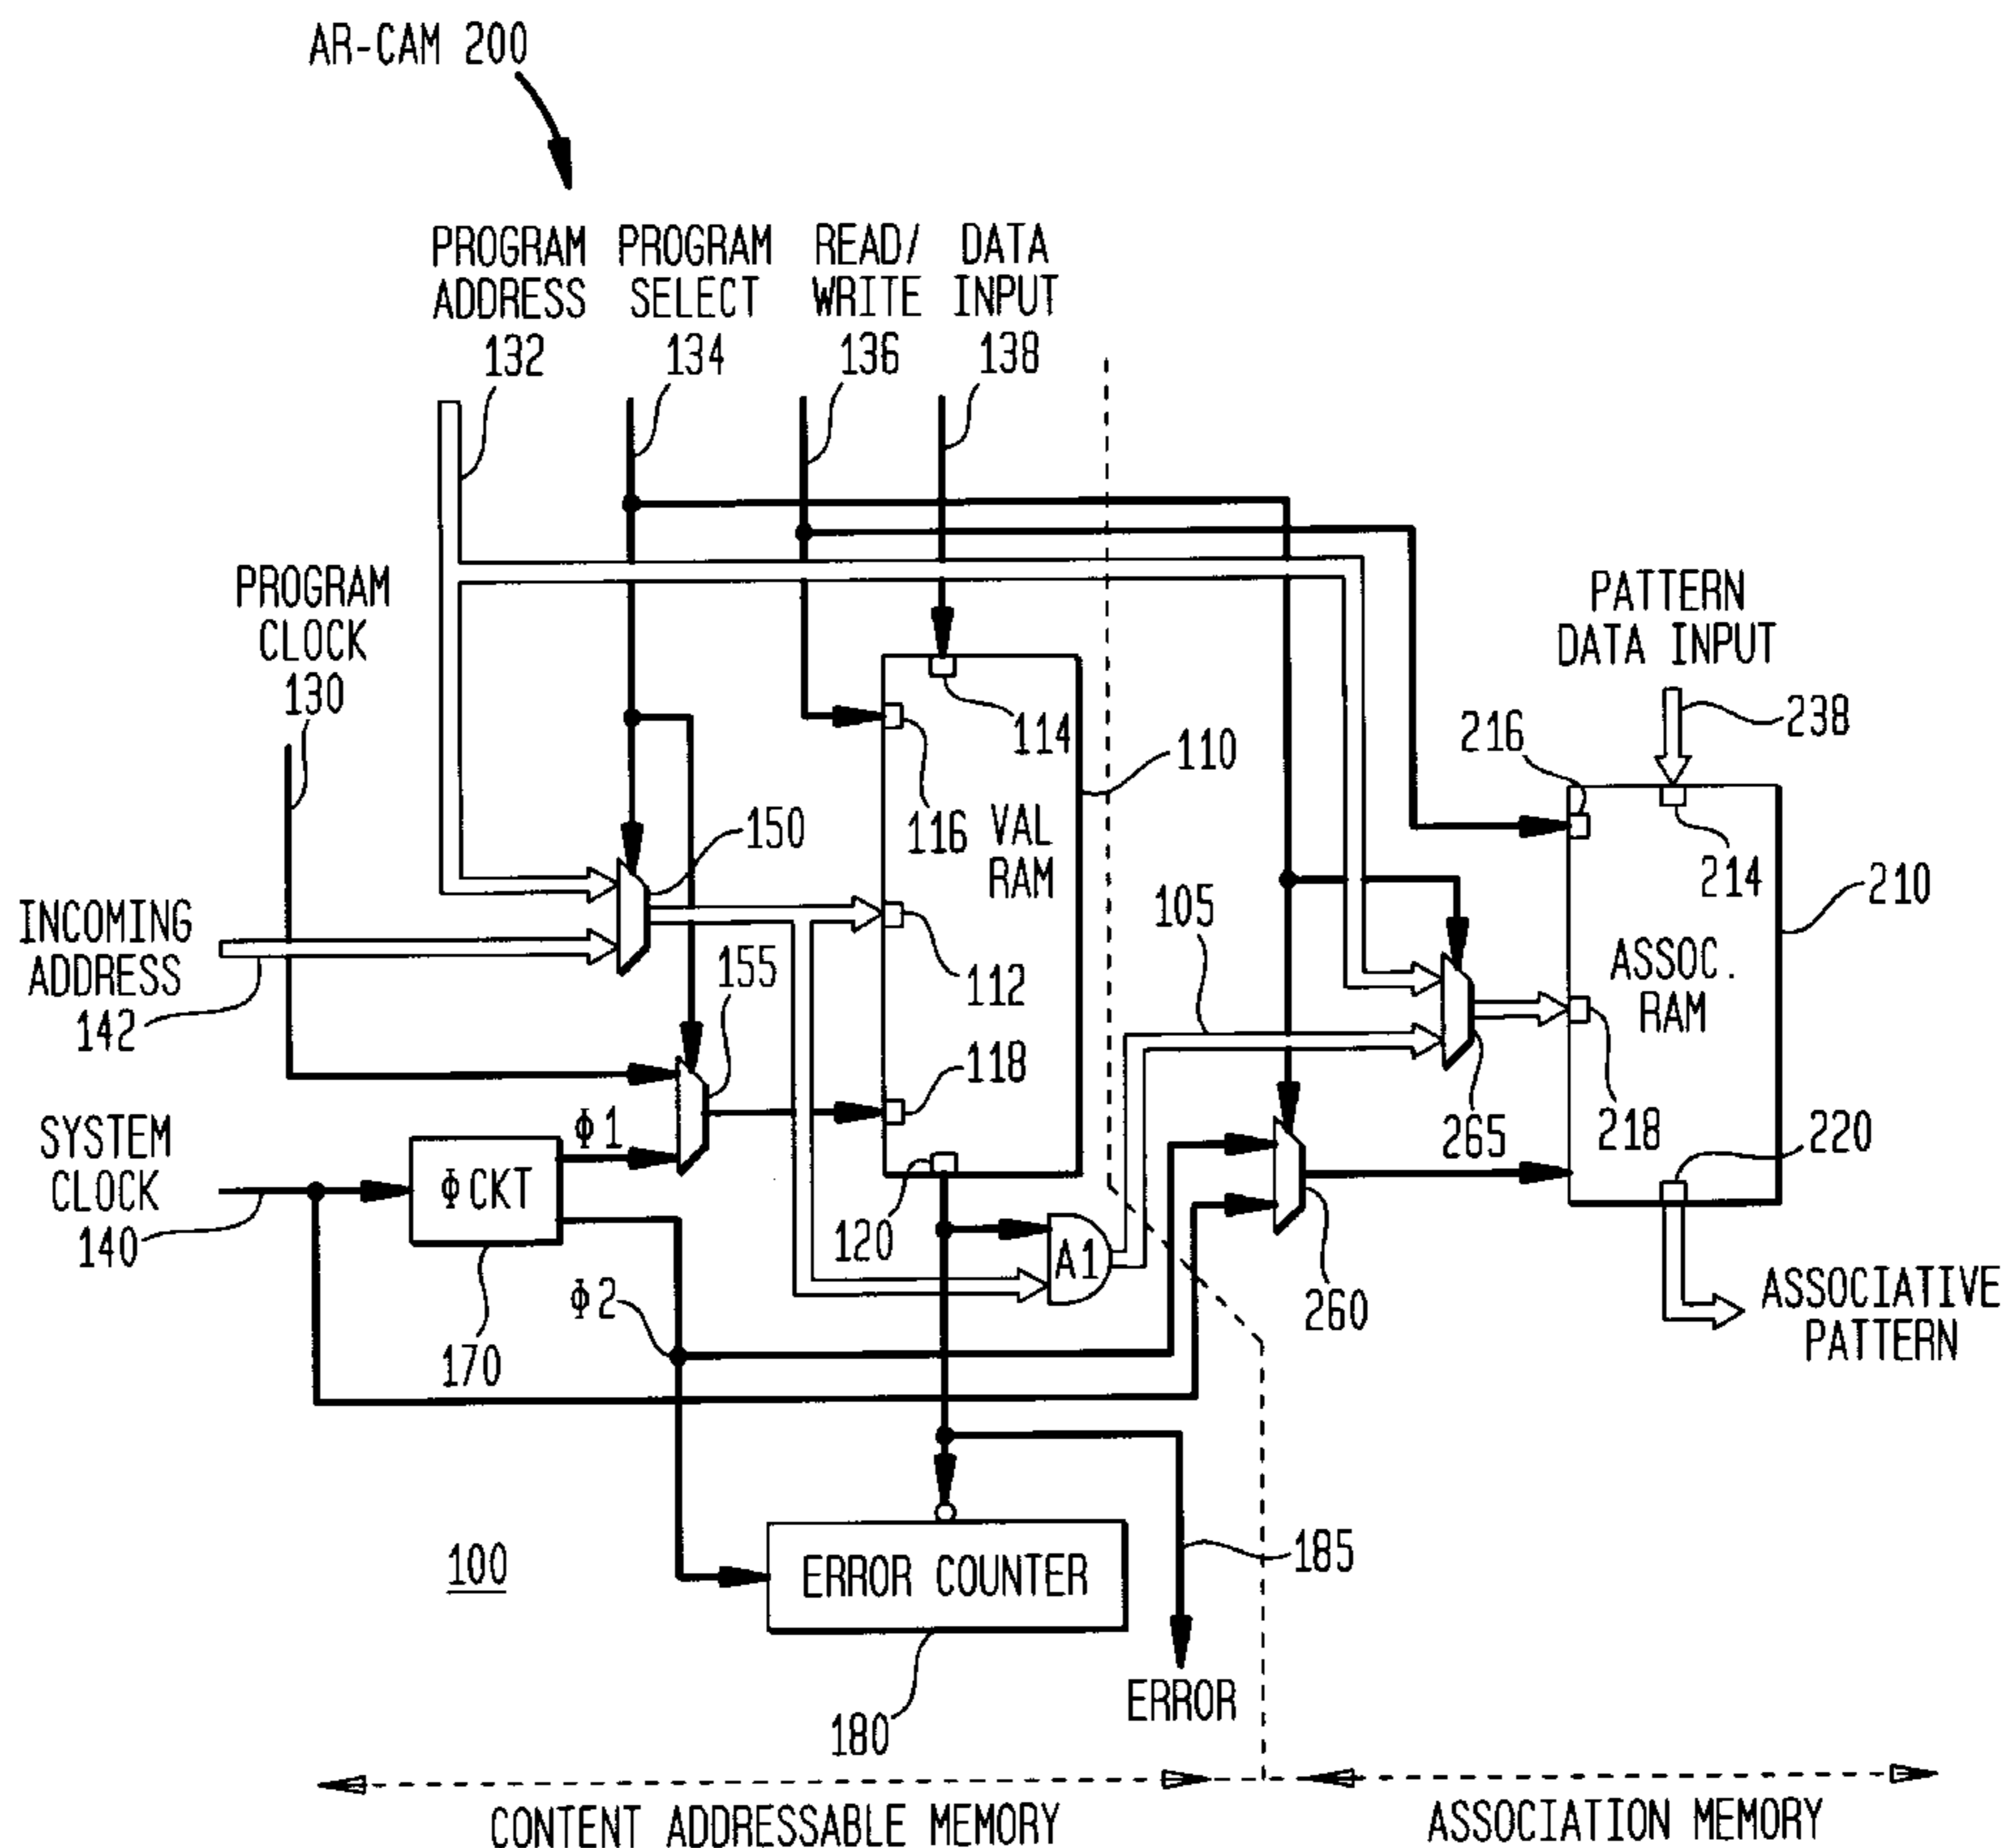 AR-CAM 200
PROGRAM
ADDRESS
132
PROGRAM
SELECT
134
READ/
WRITE
136
DATA
INPUT
138
PROGRAM
CLOCK
130
PATTERN
DATA INPUT
238
114
110
216
116
VAL
RAM
150
214
210
INCOMING
ADDRESS
142
105
112
155
ASSOC.
RAM
118
265
218
220
SYSTEM
CLOCK
140
Φ1
ΦCKT
120
A1
Φ2
170
260
ASSOCIATIVE
PATTERN
100
ERROR COUNTER
185
180
ERROR
CONTENT ADDRESSABLE MEMORY
ASSOCIATION MEMORY